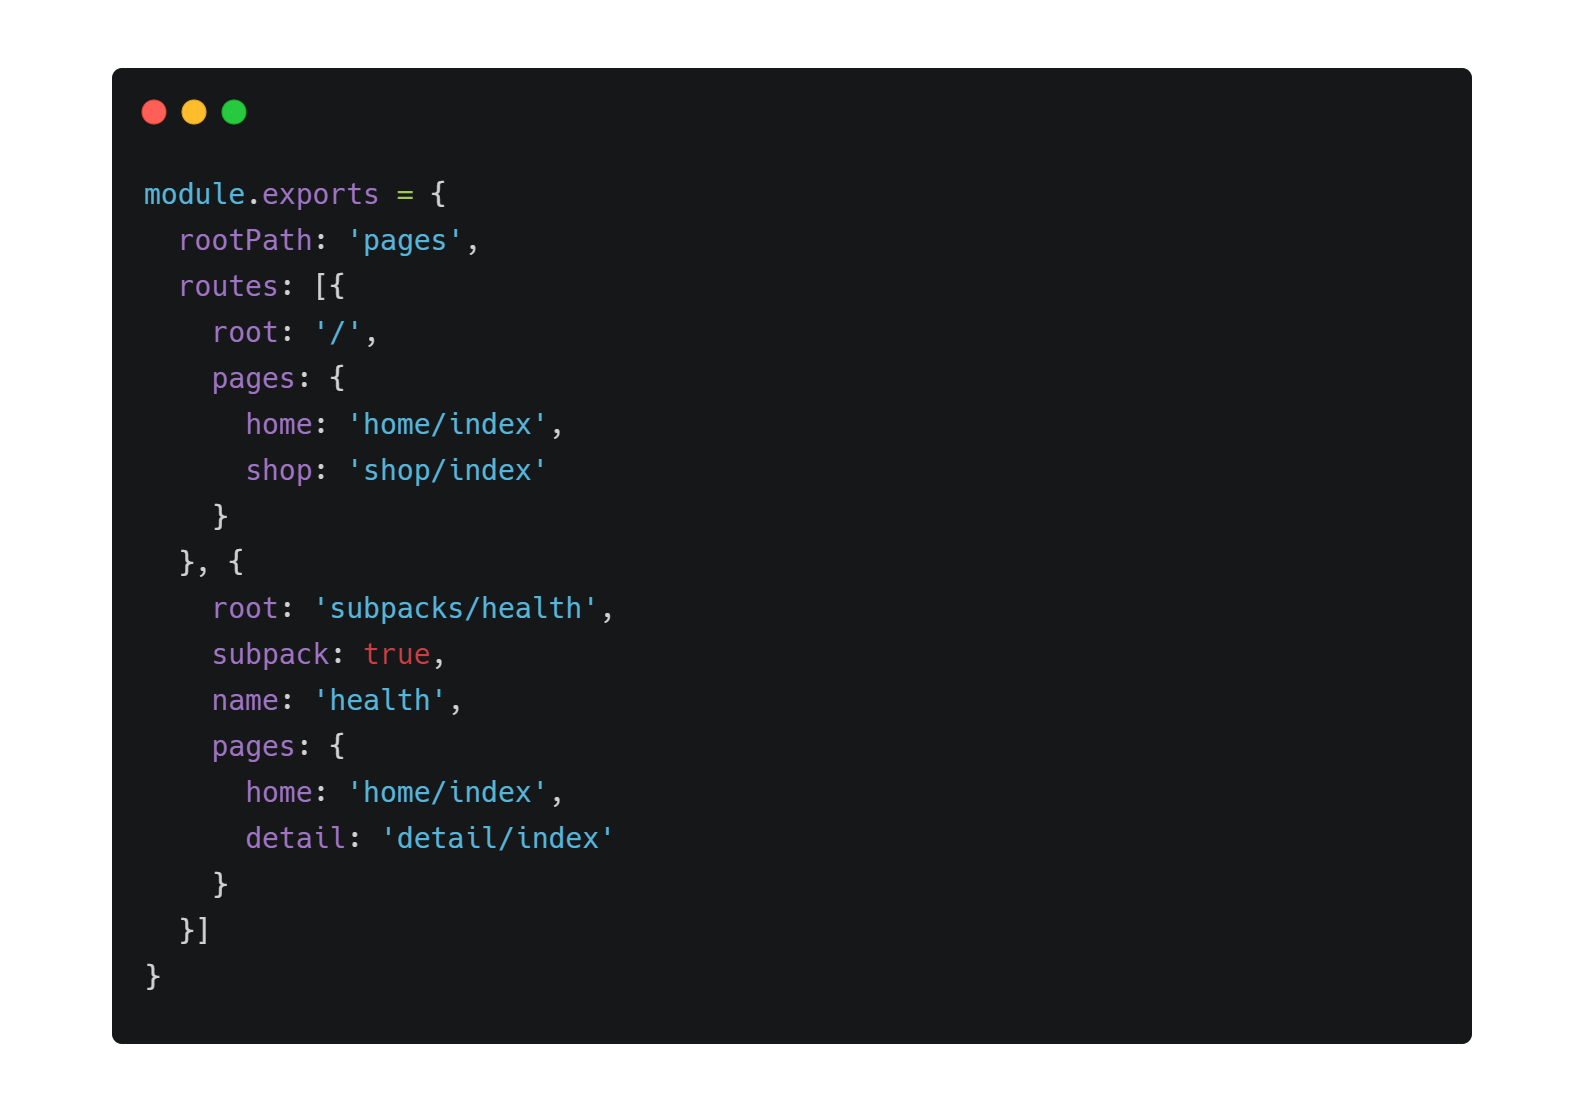 module.exports = {
  rootPath: 'pages',
  routes: [{
    root: '/',
    pages: {
      home: 'home/index',
      shop: 'shop/index'
    }
  }, {
    root: 'subpacks/health',
    subpack: true,
    name: 'health',
    pages: {
      home: 'home/index',
      detail: 'detail/index'
    }
  }]
}